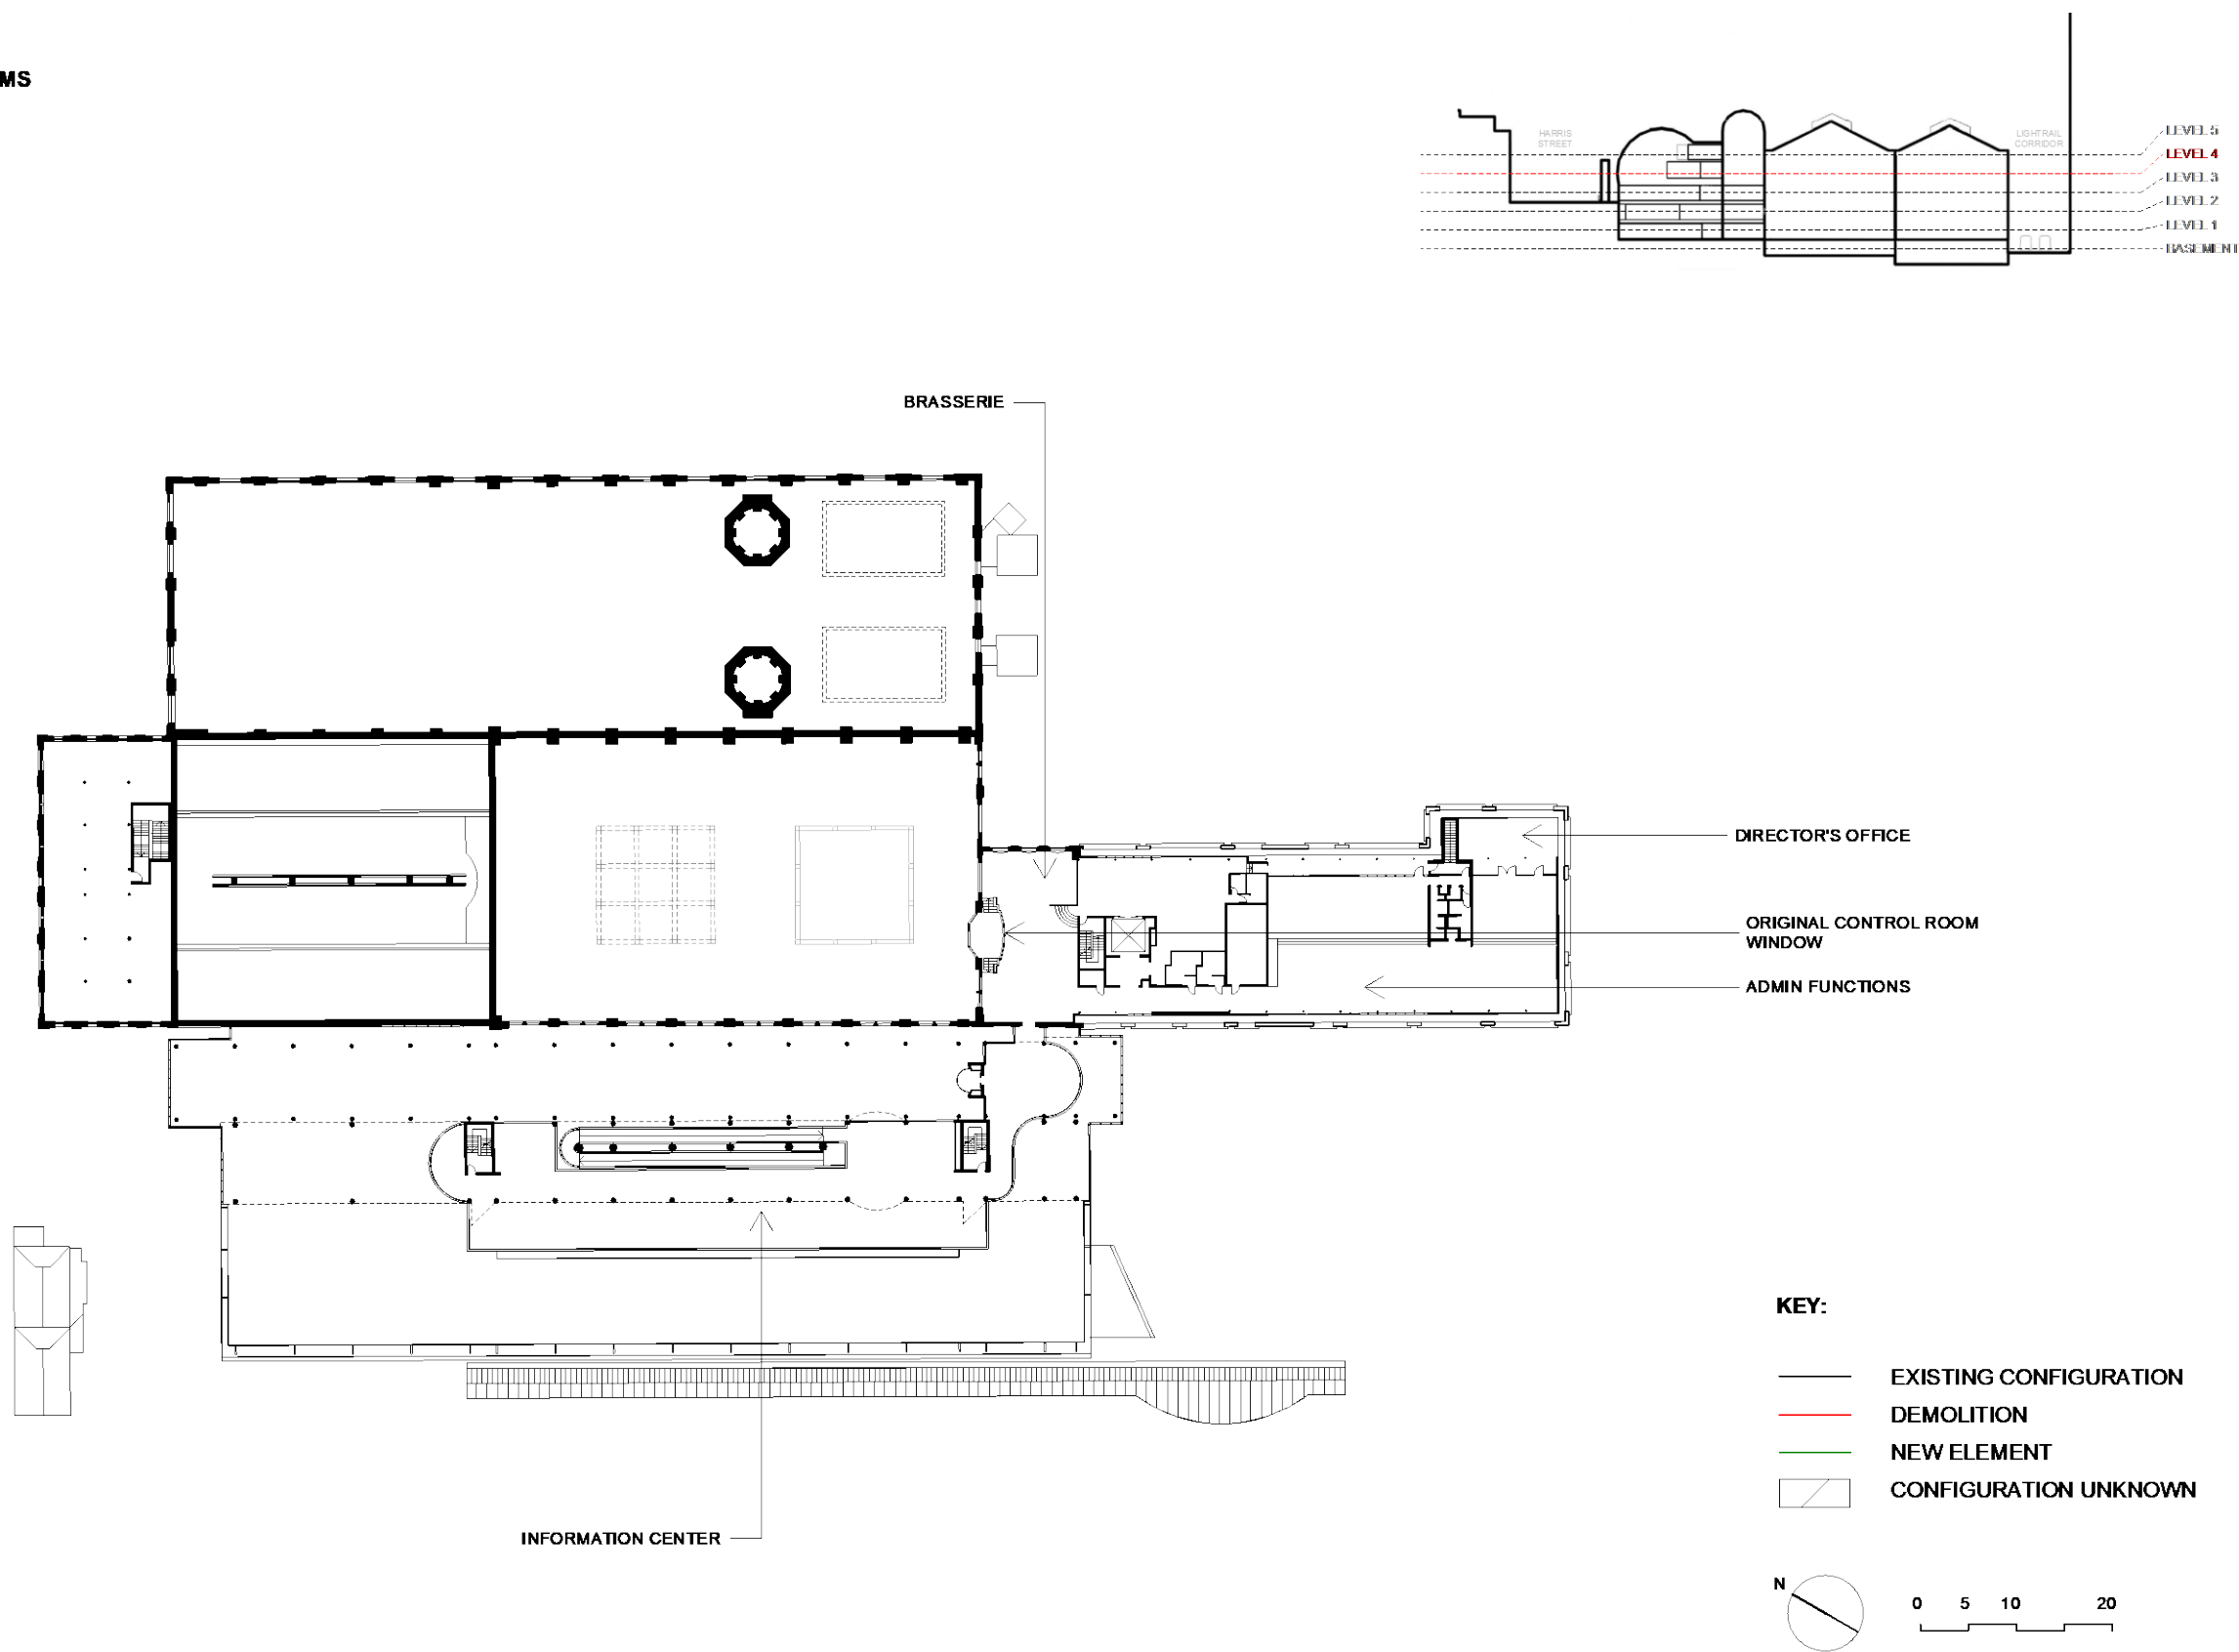 MS
HARRIS
STREET
LIGHTRAIL
CORRIDOR
LEVEL 5
LEVEL 4
LEVEL 3
LEVEL 2
LEVEL 1
BASEMENT
BRASSERIE
DIRECTOR'S OFFICE
ORIGINAL CONTROL ROOM
WINDOW
ADMIN FUNCTIONS
INFORMATION CENTER
KEY:
EXISTING CONFIGURATION
DEMOLITION
NEW ELEMENT
CONFIGURATION UNKNOWN
N
0 5 10 20